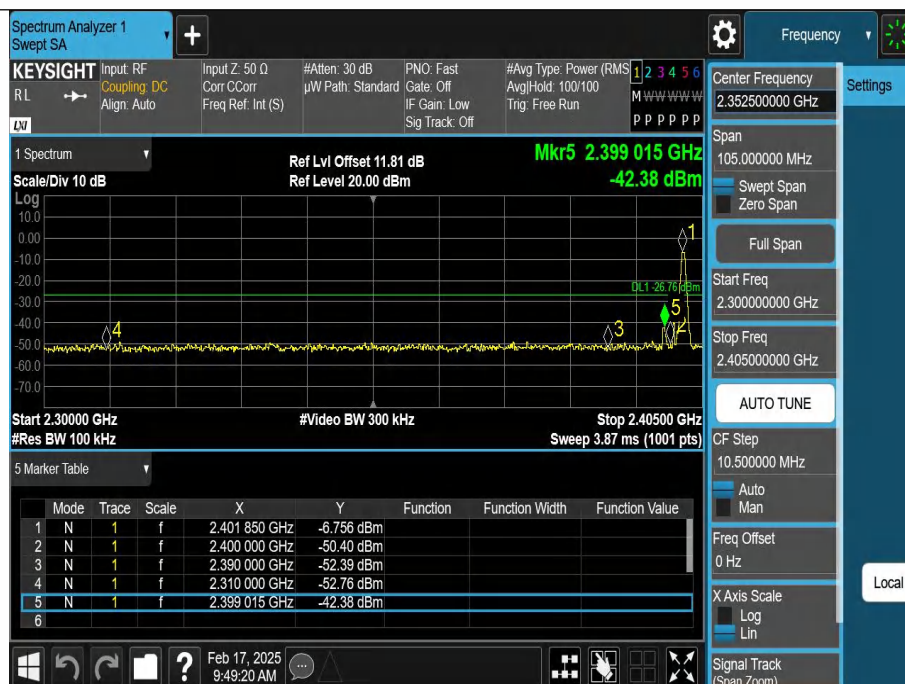 Spectrum Analyzer 1
Swept SA
+
Frequency
KEYSIGHT
RL
LXI
Input: RF
Coupling: DC
Align: Auto
Input Z: 50 Ω
Corr CCorr
Freq Ref: Int (S)
#Atten: 30 dB
µW Path: Standard
PNO: Fast
Gate: Off
IF Gain: Low
Sig Track: Off
#Avg Type: Power (RMS
Avg|Hold: 100/100
Trig: Free Run
1 2 3 4 5 6
M W W W W W
P P P P P P
1 Spectrum
Scale/Div 10 dB
Ref Lvl Offset 11.81 dB
Ref Level 20.00 dBm
Mkr5 2.399 015 GHz
-42.38 dBm
Log
10.0
0.00
-10.0
-20.0
-30.0
-40.0
-50.0
-60.0
-70.0
1
DL1 -26.76 dBm
5
4
3
2
Start 2.30000 GHz
#Video BW 300 kHz
Stop 2.40500 GHz
#Res BW 100 kHz
Sweep 3.87 ms (1001 pts)
5 Marker Table
Mode Trace Scale X Y Function Function Width Function Value
1 N 1 f 2.401 850 GHz -6.756 dBm
2 N 1 f 2.400 000 GHz -50.40 dBm
3 N 1 f 2.390 000 GHz -52.39 dBm
4 N 1 f 2.310 000 GHz -52.76 dBm
5 N 1 f 2.399 015 GHz -42.38 dBm
6
?
Feb 17, 2025
9:49:20 AM
Center Frequency
2.352500000 GHz
Settings
Span
105.000000 MHz
Swept Span
Zero Span
Full Span
Start Freq
2.300000000 GHz
Stop Freq
2.405000000 GHz
AUTO TUNE
CF Step
10.500000 MHz
Auto
Man
Freq Offset
0 Hz
Local
X Axis Scale
Log
Lin
Signal Track
(Span Zoom)